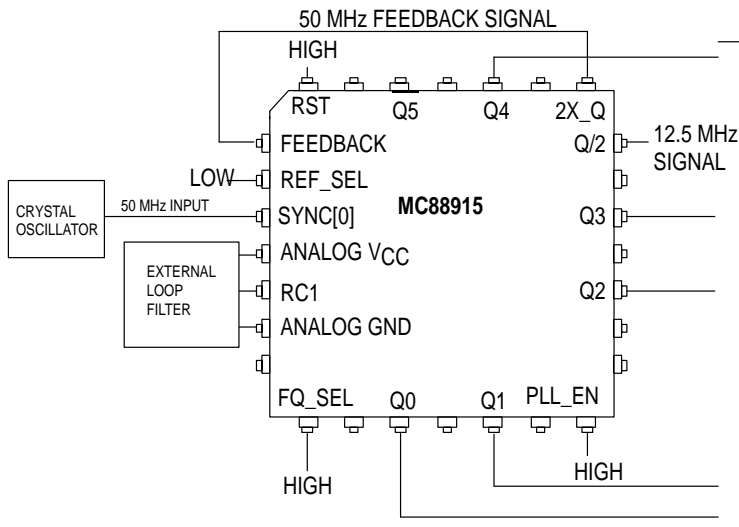 50 MHz FEEDBACK SIGNAL
HIGH
RST
Q5
Q4
2X_Q
FEEDBACK
Q/2
12.5 MHz
SIGNAL
LOW
REF_SEL
CRYSTAL
OSCILLATOR
50 MHz INPUT
SYNC[0]
MC88915
Q3
ANALOG VCC
EXTERNAL
LOOP
FILTER
RC1
Q2
ANALOG GND
FQ_SEL
Q0
Q1
PLL_EN
HIGH
HIGH